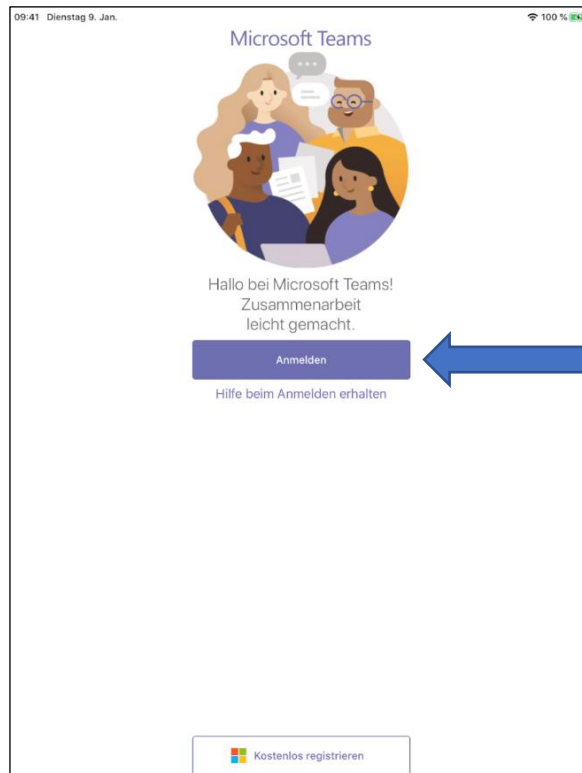 09:41 Dienstag 9. Jan. 100 %
Microsoft Teams
Hallo bei Microsoft Teams!
Zusammenarbeit
leicht gemacht.
Anmelden
Hilfe beim Anmelden erhalten
Kostenlos registrieren